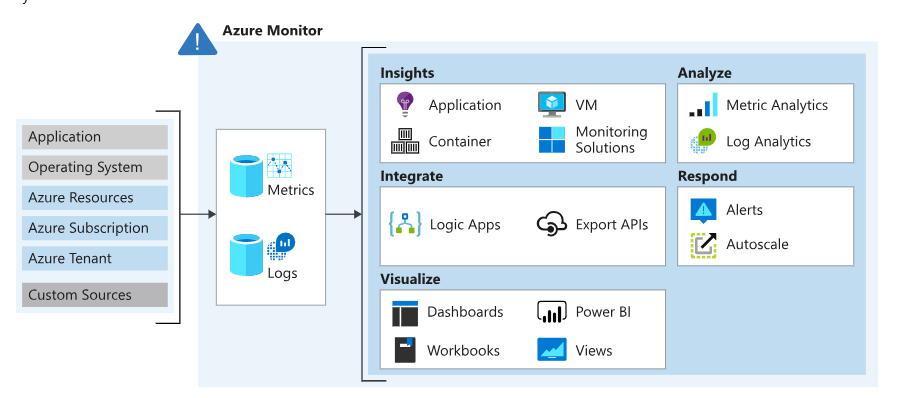 Azure Monitor
Application
Operating System
Azure Resources
Azure Subscription
Azure Tenant
Custom Sources
Metrics
Logs
Insights
Application
VM
Container
Monitoring
Solutions
Analyze
Metric Analytics
Log Analytics
Integrate
Logic Apps
Export APIs
Respond
Alerts
Autoscale
Visualize
Dashboards
Power BI
Workbooks
Views